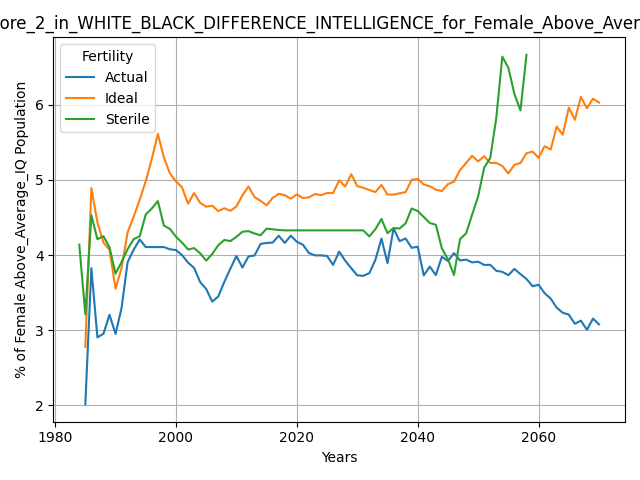 ore_2_in_WHITE_BLACK_DIFFERENCE_INTELLIGENCE_for_Female_Above_Aver
Fertility
Actual
Ideal
Sterile
% of Female Above_Average_IQ Population
6
5
4
3
2
1980
2000
2020
2040
2060
Years